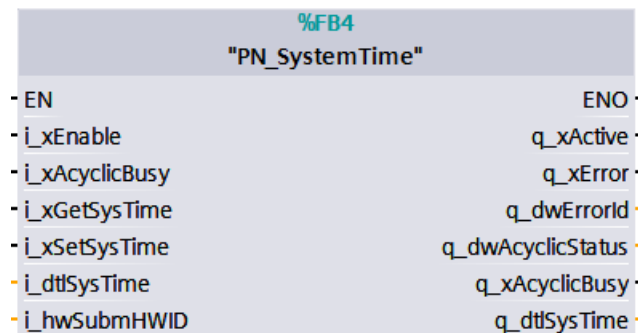 %FB4
"PN_SystemTime"
EN ENO
i_xEnable q_xActive
i_xAcyclicBusy q_xError
i_xGetSysTime q_dwErrorId
i_xSetSysTime q_dwAcyclicStatus
i_dtlSysTime q_xAcyclicBusy
i_hwSubmHWID q_dtlSysTime